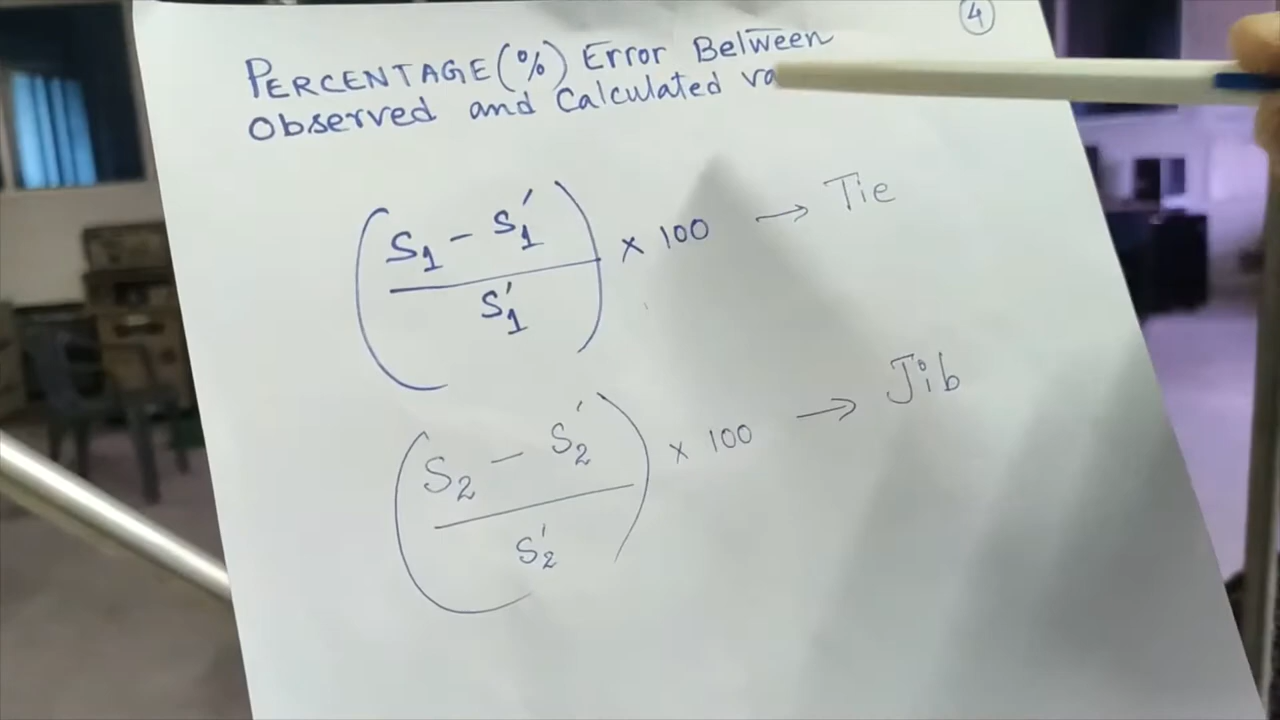 4
PERCENTAGE (%) Error Between
Observed and Calculated
(S₁ - S₁′ / S₁′) × 100 → Tie
(S₂ - S₂′ / S₂′) × 100 → Jib